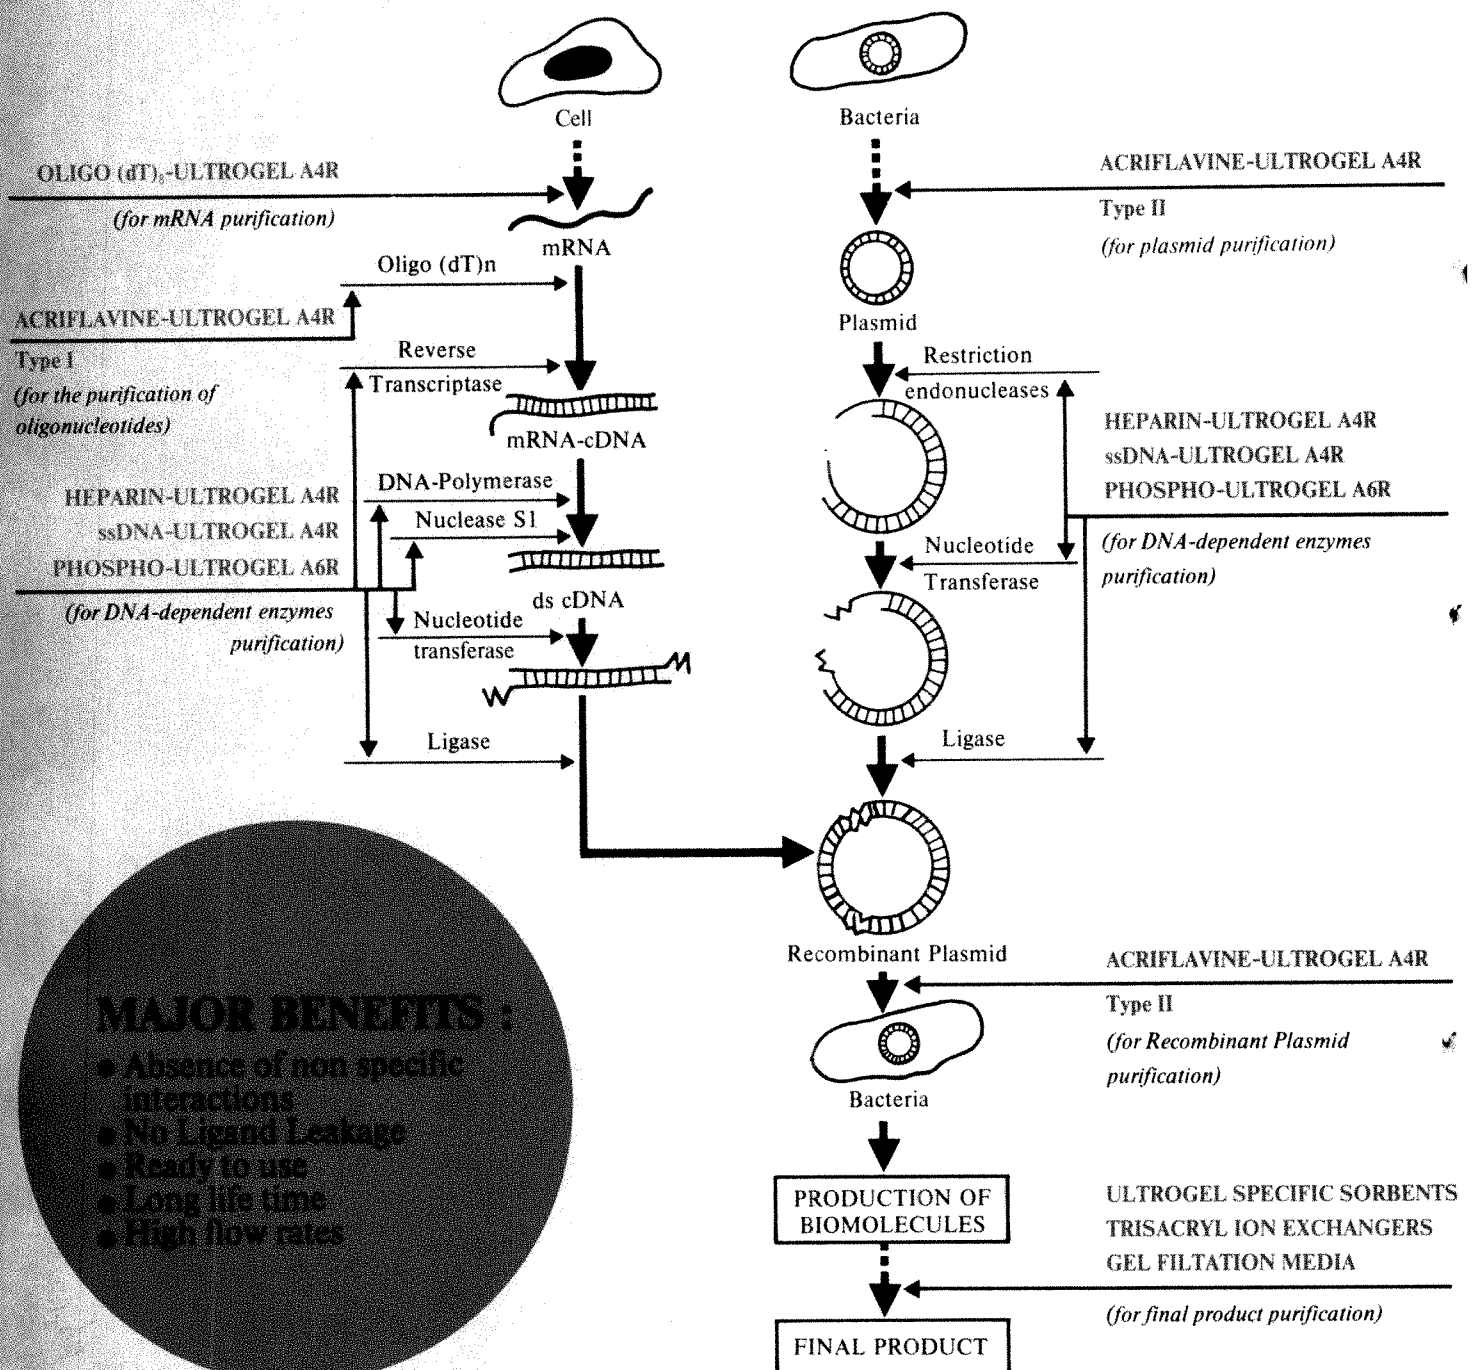 Cell
Bacteria
OLIGO (dT)₈-ULTROGEL A4R
(for mRNA purification)
mRNA
ACRIFLAVINE-ULTROGEL A4R
Type II
(for plasmid purification)
Plasmid
Oligo (dT)n
ACRIFLAVINE-ULTROGEL A4R
Type I
(for the purification of
oligonucleotides)
Reverse
Transcriptase
mRNA-cDNA
Restriction
endonucleases
HEPARIN-ULTROGEL A4R
ssDNA-ULTROGEL A4R
PHOSPHO-ULTROGEL A6R
(for DNA-dependent enzymes
purification)
DNA-Polymerase
Nuclease S1
HEPARIN-ULTROGEL A4R
ssDNA-ULTROGEL A4R
PHOSPHO-ULTROGEL A6R
(for DNA-dependent enzymes
purification)
ds cDNA
Nucleotide
transferase
Nucleotide
Transferase
Ligase
Ligase
Recombinant Plasmid
ACRIFLAVINE-ULTROGEL A4R
Type II
(for Recombinant Plasmid
purification)
Bacteria
MAJOR BENEFITS :
● Absence of non specific
interactions
● No Ligand Leakage
● Ready to use
● Long life time
● High flow rates
PRODUCTION OF
BIOMOLECULES
ULTROGEL SPECIFIC SORBENTS
TRISACRYL ION EXCHANGERS
GEL FILTATION MEDIA
(for final product purification)
FINAL PRODUCT